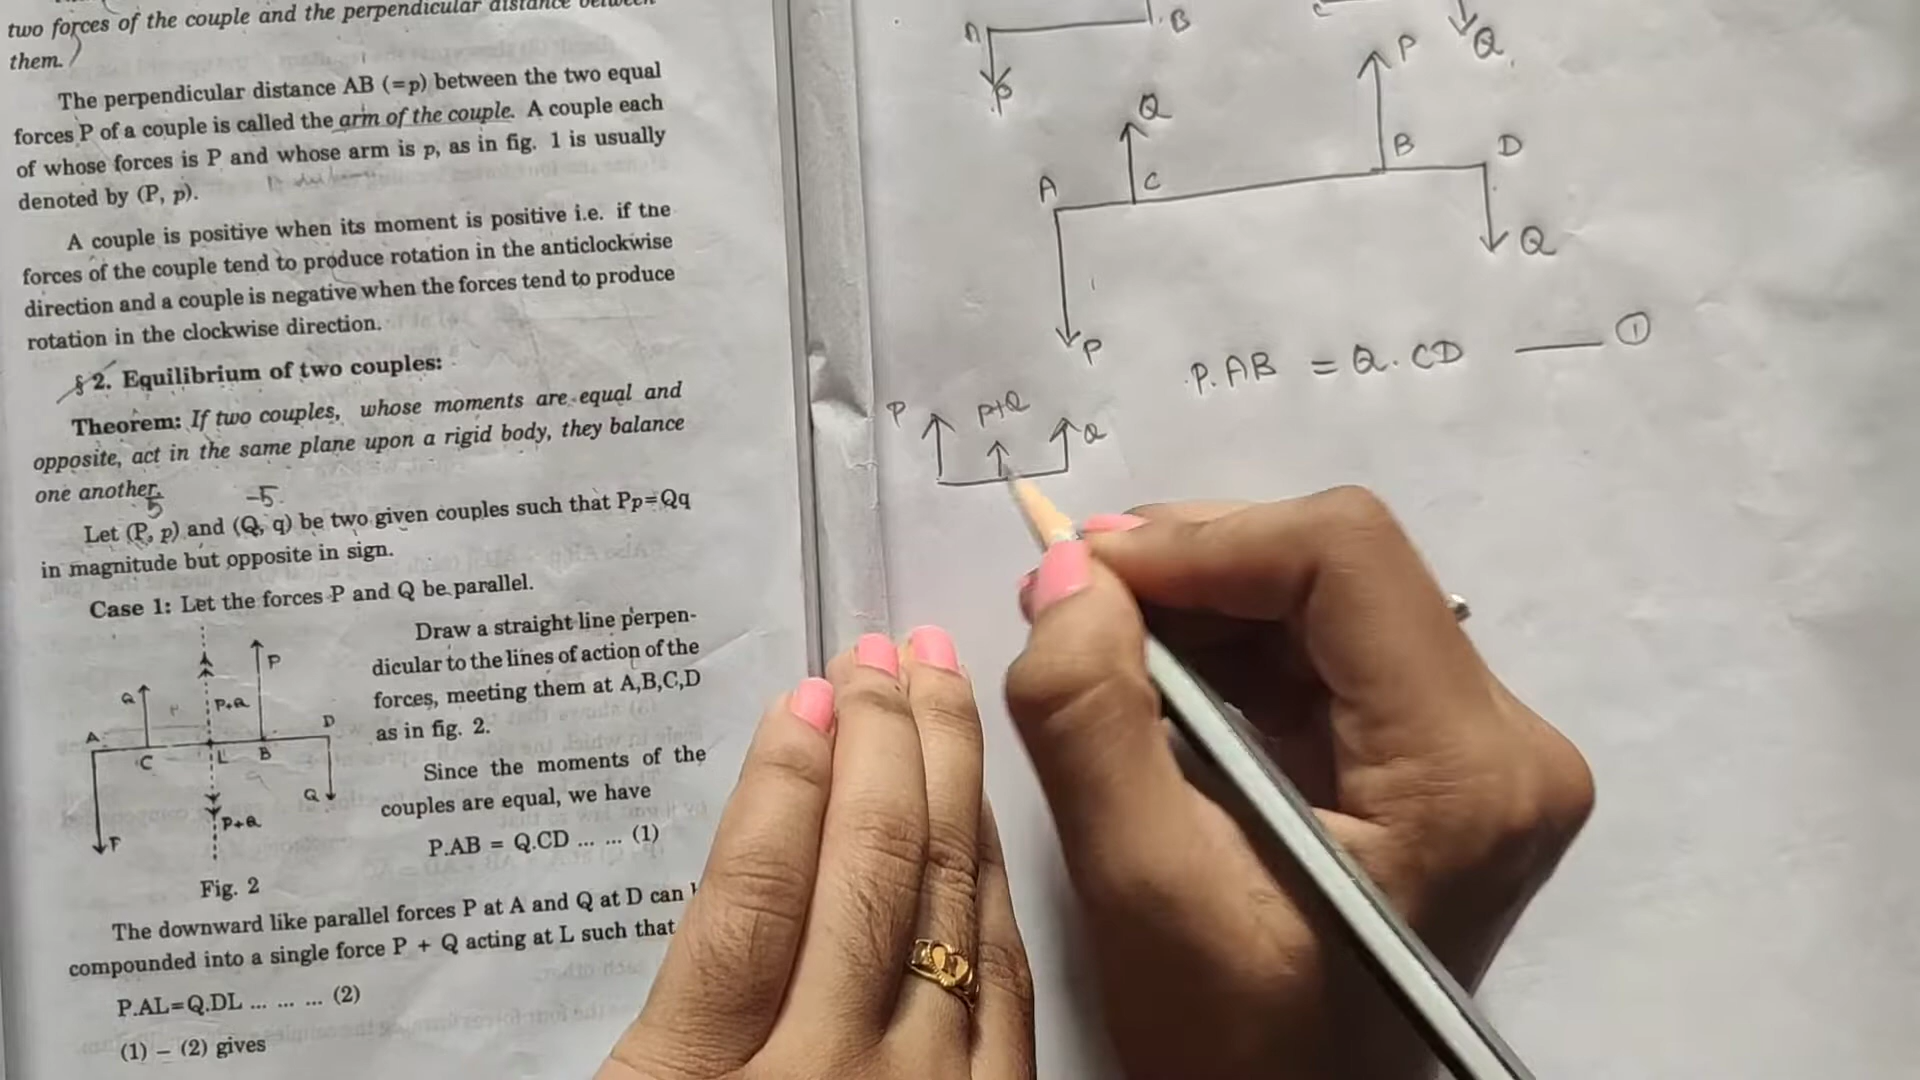 two forces of the couple and the perpendicular distance between
them.
The perpendicular distance AB (=p) between the two equal
forces P of a couple is called the arm of the couple. A couple each
of whose forces is P and whose arm is p, as in fig. 1 is usually
denoted by (P, p).
A couple is positive when its moment is positive i.e. if the
forces of the couple tend to produce rotation in the anticlockwise
direction and a couple is negative when the forces tend to produce
rotation in the clockwise direction.
§ 2. Equilibrium of two couples:
Theorem: If two couples, whose moments are equal and
opposite, act in the same plane upon a rigid body, they balance
one another.
5 -5
Let (P, p) and (Q, q) be two given couples such that Pp=Qq
in magnitude but opposite in sign.
Case 1: Let the forces P and Q be parallel.
Draw a straight line perpen-
dicular to the lines of action of the
forces, meeting them at A,B,C,D
as in fig. 2.
Since the moments of the
couples are equal, we have
P.AB = Q.CD ... ... (1)
P
Q
P+Q
A
D
C
L
B
Q
P+Q
Fig. 2
The downward like parallel forces P at A and Q at D can
compounded into a single force P + Q acting at L such that
P.AL=Q.DL ... ... ... (2)
(1) – (2) gives
A
B
P
Q
P
Q
B
D
A
C
Q
P
P.AB = Q.CD —— 1
P P+Q Q